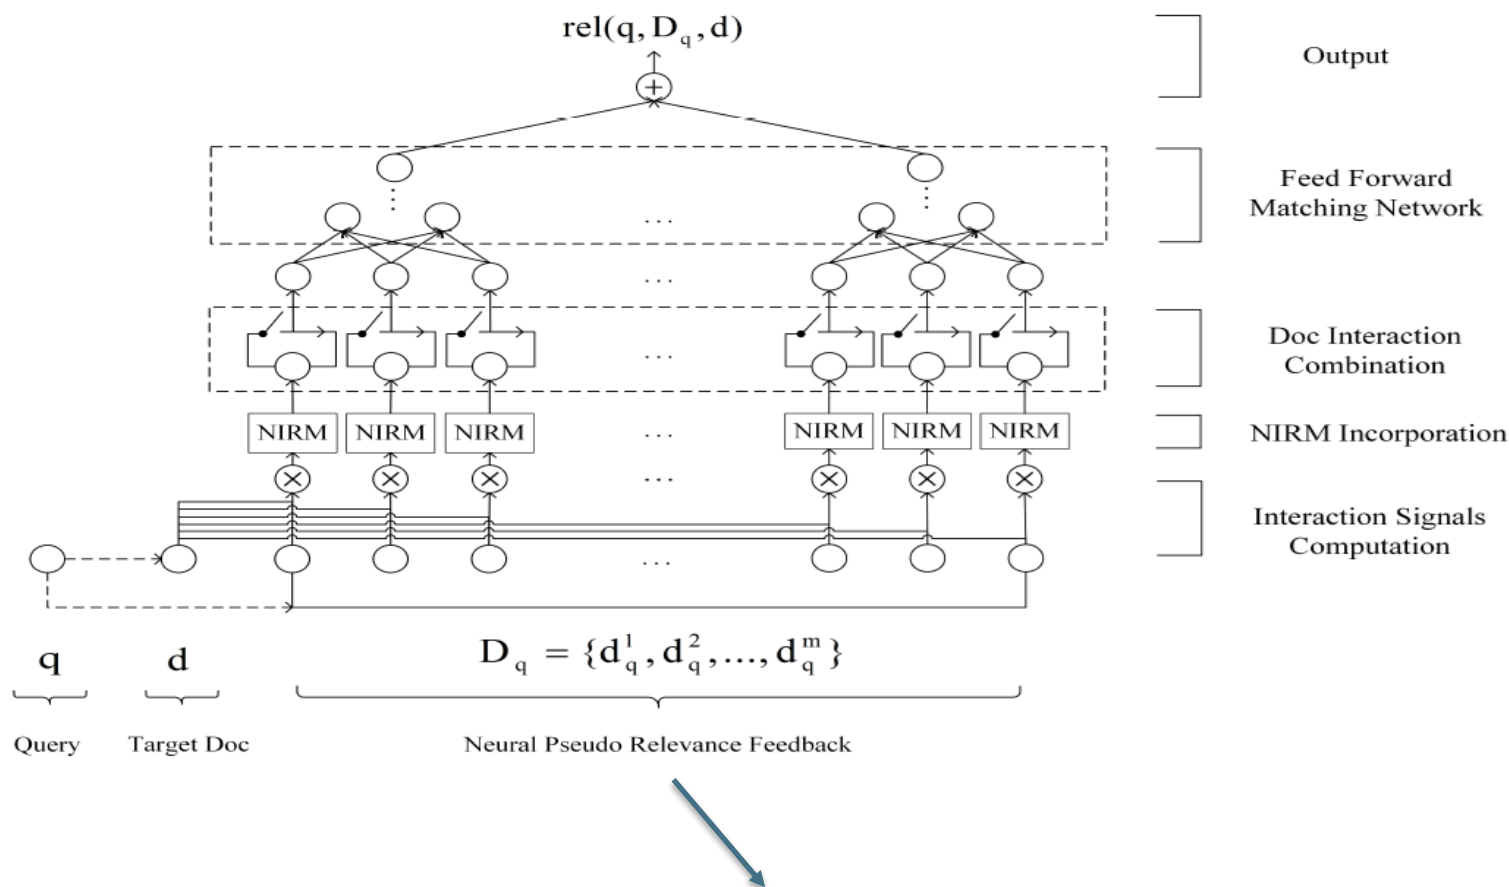 rel(q, D_q, d)
Output
Feed Forward
Matching Network
...
...
Doc Interaction
Combination
...
NIRM NIRM NIRM ... NIRM NIRM NIRM
NIRM Incorporation
...
Interaction Signals
Computation
...
q d D_q = {d_q^1, d_q^2, ..., d_q^m}
Query Target Doc Neural Pseudo Relevance Feedback